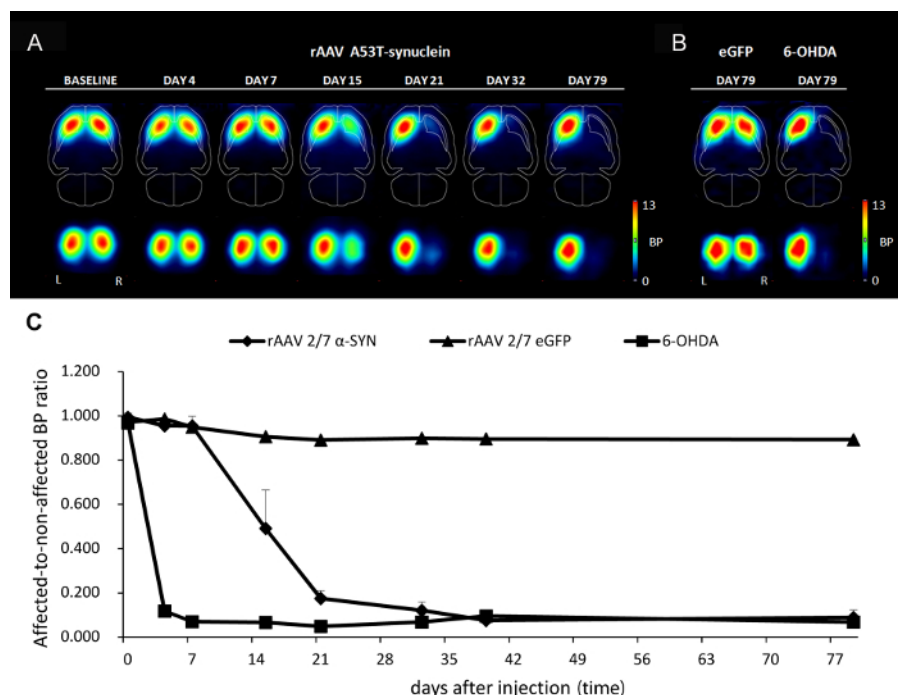 A
rAAV A53T-synuclein
B
eGFP 6-OHDA
BASELINE DAY 4 DAY 7 DAY 15 DAY 21 DAY 32 DAY 79
DAY 79 DAY 79
13
BP
0
13
BP
0
L R
L R
C
rAAV 2/7 α-SYN rAAV 2/7 eGFP 6-OHDA
Affected-to-non-affected BP ratio
1.200
1.000
0.800
0.600
0.400
0.200
0.000
0 7 14 21 28 35 42 49 56 63 70 77
days after injection (time)